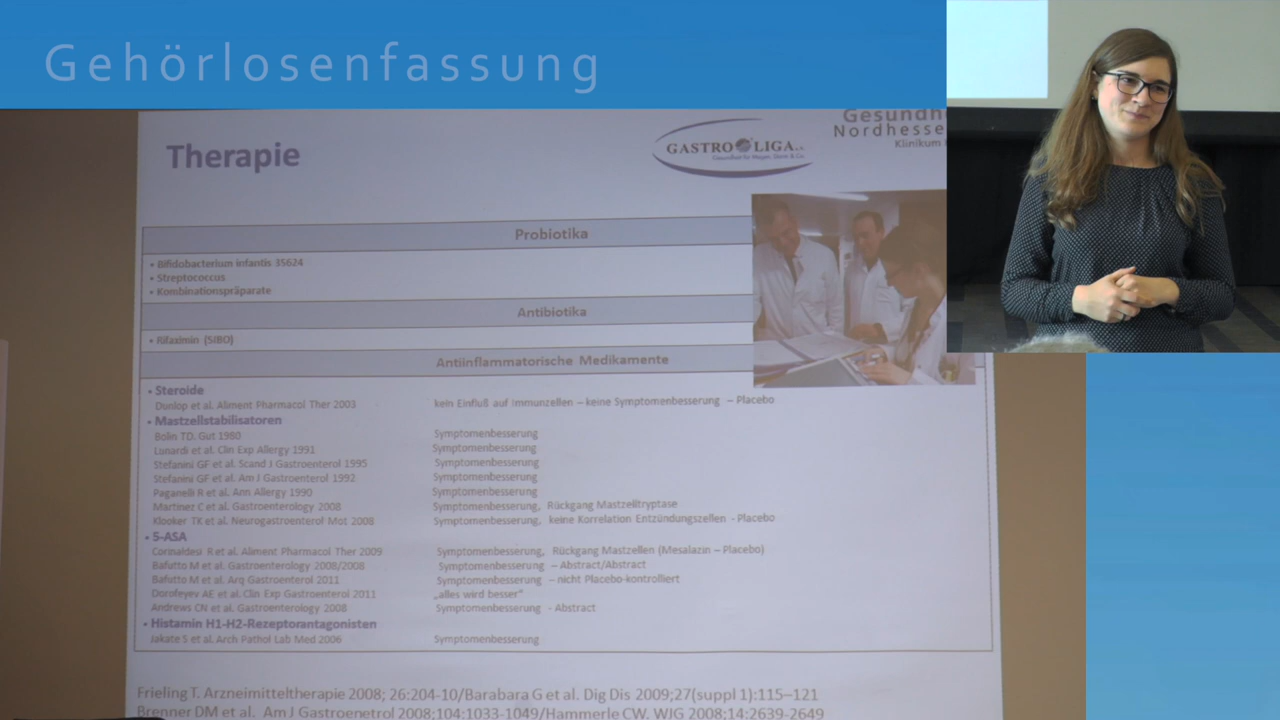 Gehörlosenfassung
Therapie
GASTRO LIGA e.V.
Gesundheit für Magen, Darm & Co.
Gesundh
Nordhesse
Klinikum
Probiotika
• Bifidobacterium infantis 35624
• Streptococcus
• Kombinationspräparate
Antibiotika
• Rifaximin (SIBO)
Antiinflammatorische Medikamente
• Steroide
Dunlop et al. Aliment Pharmacol Ther 2003 kein Einfluß auf Immunzellen – keine Symptomenbesserung – Placebo
• Mastzellstabilisatoren
Bolin TD. Gut 1980 Symptomenbesserung
Lunardi et al. Clin Exp Allergy 1991 Symptomenbesserung
Stefanini GF et al. Scand J Gastroenterol 1995 Symptomenbesserung
Stefanini GF et al. Am J Gastroenterol 1992 Symptomenbesserung
Paganelli R et al. Ann Allergy 1990 Symptomenbesserung
Martinez C et al. Gastroenterology 2008 Symptomenbesserung, Rückgang Mastzelltryptase
Klooker TK et al. Neurogastroenterol Mot 2008 Symptomenbesserung, keine Korrelation Entzündungszellen - Placebo
• 5-ASA
Corinaldesi R et al. Aliment Pharmacol Ther 2009 Symptomenbesserung, Rückgang Mastzellen (Mesalazin – Placebo)
Bafutto M et al. Gastroenterology 2008/2008 Symptomenbesserung – Abstract/Abstract
Bafutto M et al. Arq Gastroenterol 2011 Symptomenbesserung – nicht Placebo-kontrolliert
Dorofeyev AE et al. Clin Exp Gastroenterol 2011 „alles wird besser"
Andrews CN et al. Gastroenterology 2008 Symptomenbesserung - Abstract
• Histamin H1-H2-Rezeptorantagonisten
Jakate S et al. Arch Pathol Lab Med 2006 Symptomenbesserung
Frieling T. Arzneimitteltherapie 2008; 26:204-10/Barabara G et al. Dig Dis 2009;27(suppl 1):115–121
Brenner DM et al. Am J Gastroenetrol 2008;104:1033-1049/Hammerle CW, WJG 2008;14:2639-2649